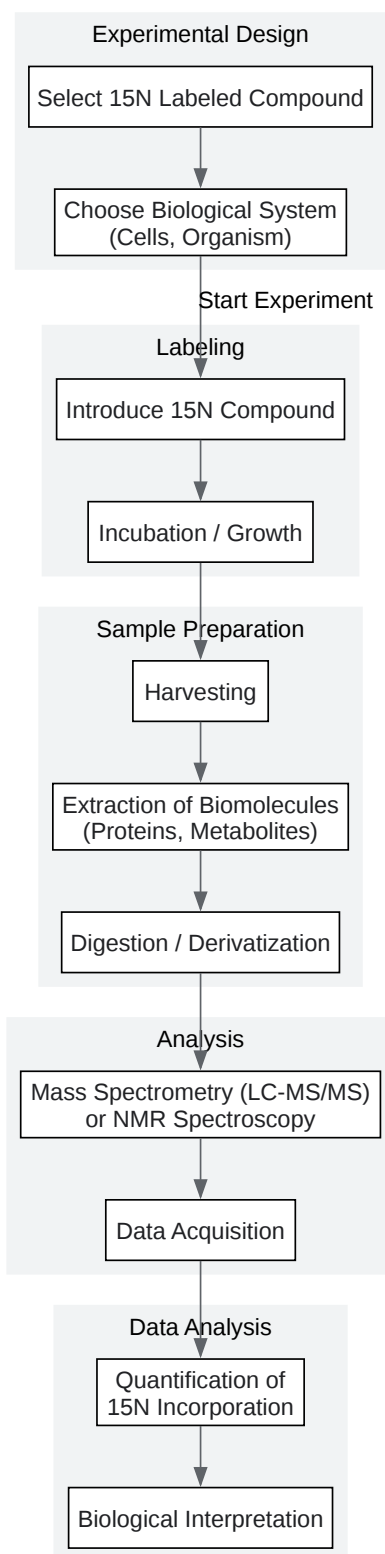 Experimental Design
Select 15N Labeled Compound
Choose Biological System
(Cells, Organism)
Start Experiment
Labeling
Introduce 15N Compound
Incubation / Growth
Sample Preparation
Harvesting
Extraction of Biomolecules
(Proteins, Metabolites)
Digestion / Derivatization
Analysis
Mass Spectrometry (LC-MS/MS)
or NMR Spectroscopy
Data Acquisition
Data Analysis
Quantification of
15N Incorporation
Biological Interpretation